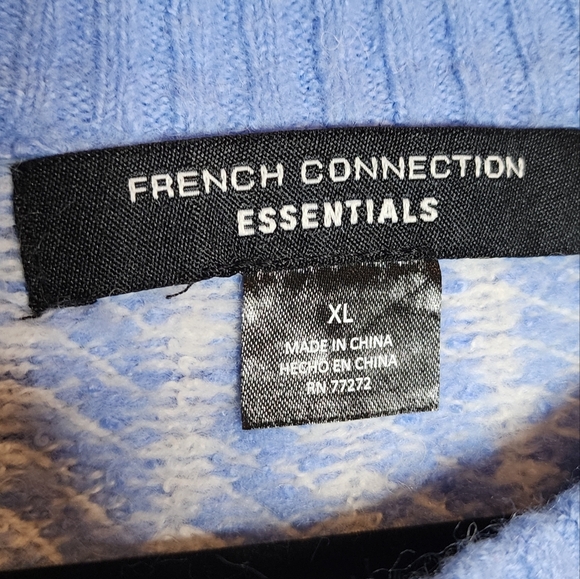 FRENCH CONNECTION
ESSENTIALS
XL
MADE IN CHINA
HECHO EN CHINA
RN 77272